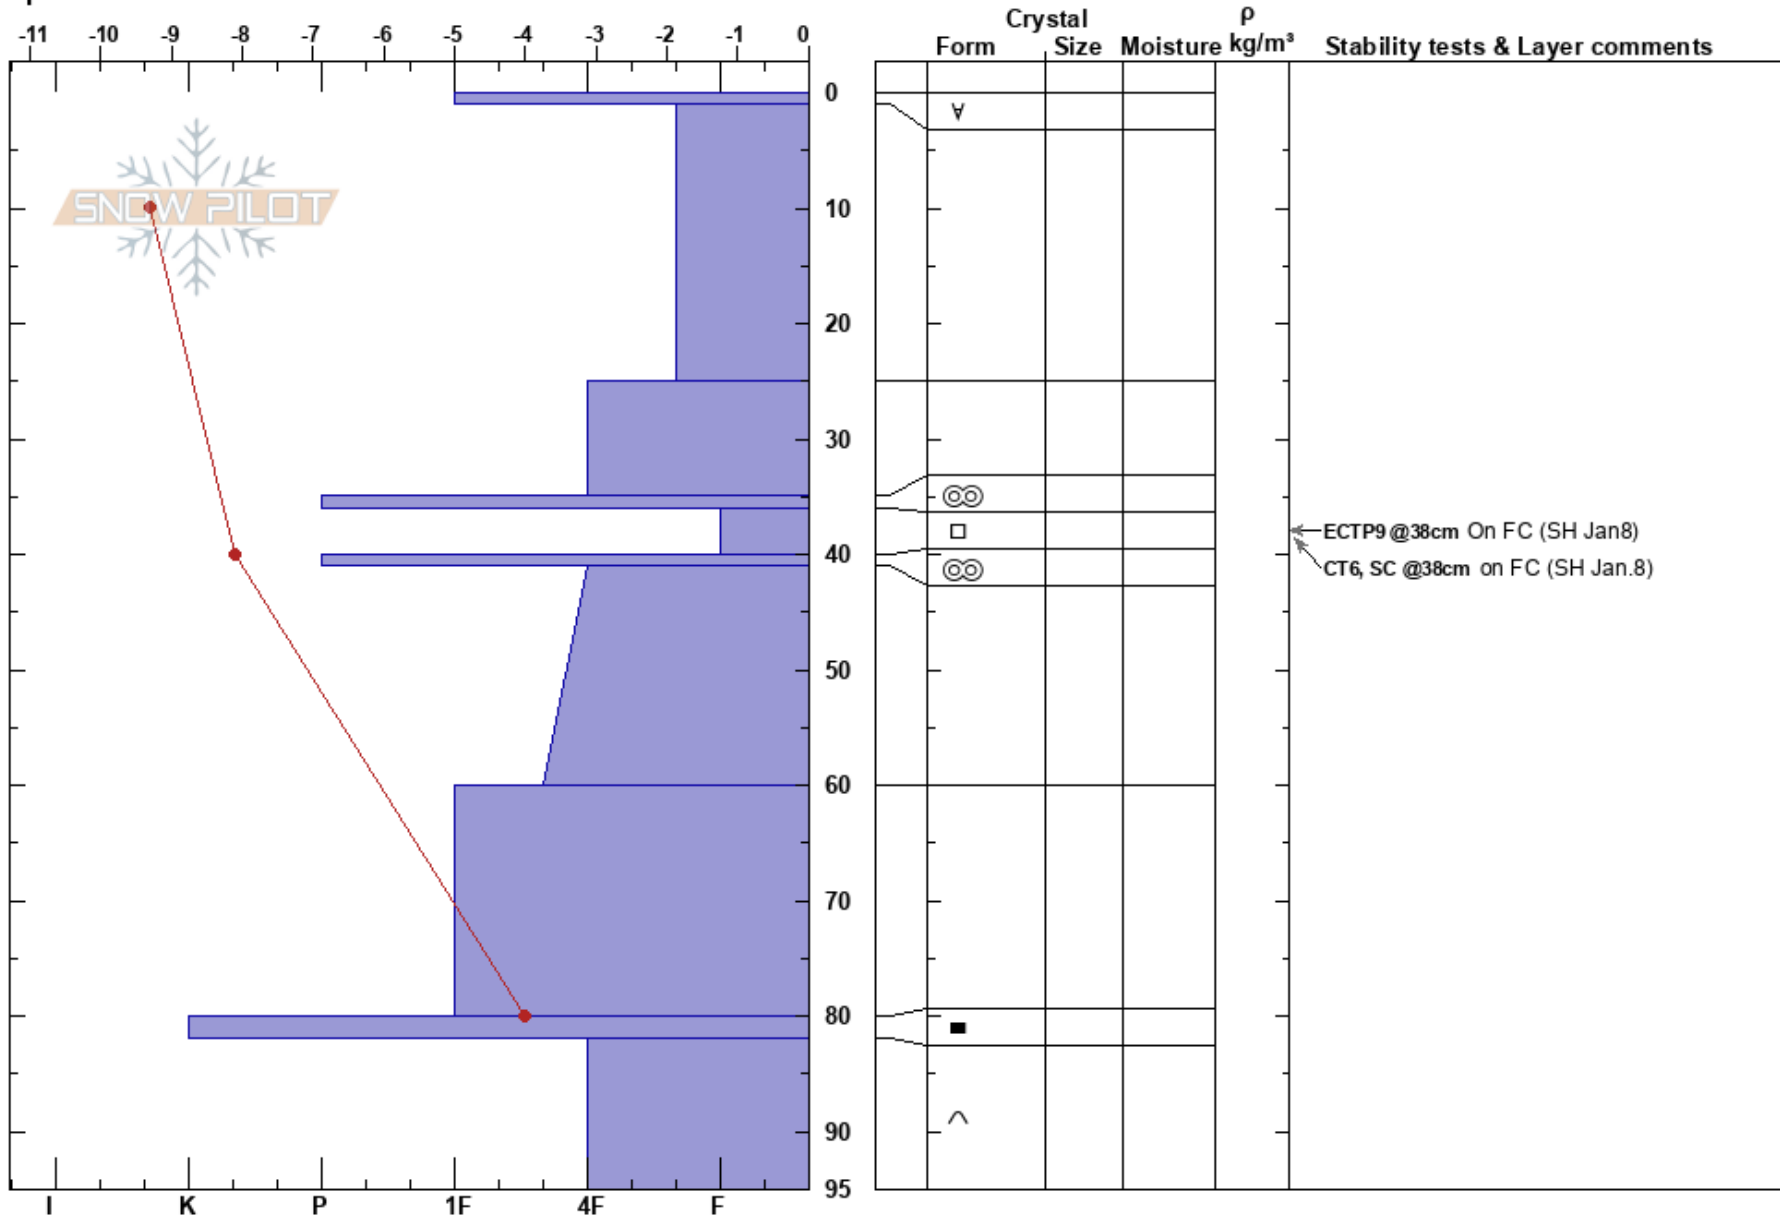 Crystal ρ
-11 -10 -9 -8 -7 -6 -5 -4 -3 -2 -1 0 Form Size Moisture kg/m³ Stability tests & Layer comments
0
SNOW PILOT
10
20
30
ECTP9 @38cm On FC (SH Jan8)
40
CT6, SC @38cm on FC (SH Jan.8)
50
60
70
80
90
95
I K P 1F 4F F